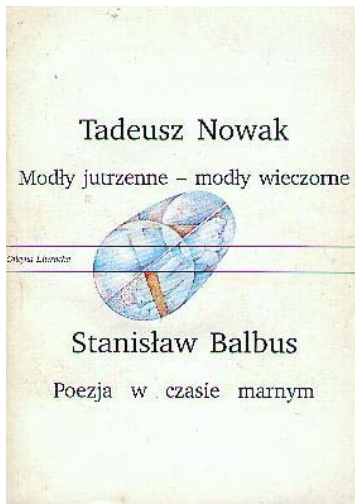 Tadeusz Nowak
Modły jutrzenne – modły wieczorne
Oficyna Literacka
Stanisław Balbus
Poezja w czasie marnym